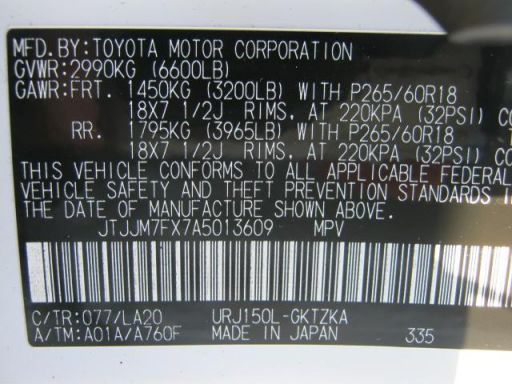 MFD.BY:TOYOTA MOTOR CORPORATION
GVWR:2990KG (6600LB)
GAWR:FRT. 1450KG (3200LB) WITH P265/60R18
18X7 1/2J RIMS, AT 220KPA (32PSI) CO
RR. 1795KG (3965LB) WITH P265/60R18
18X7 1/2J RIMS, AT 220KPA (32PSI) CO
THIS VEHICLE CONFORMS TO ALL APPLICABLE FEDERAL
VEHICLE SAFETY AND THEFT PREVENTION STANDARDS IN
THE DATE OF MANUFACTURE SHOWN ABOVE.
JTJJM7FX7A5013609 MPV
C/TR:077/LA20 URJ150L-GKTZKA
A/TM:A01A/A760F MADE IN JAPAN 335